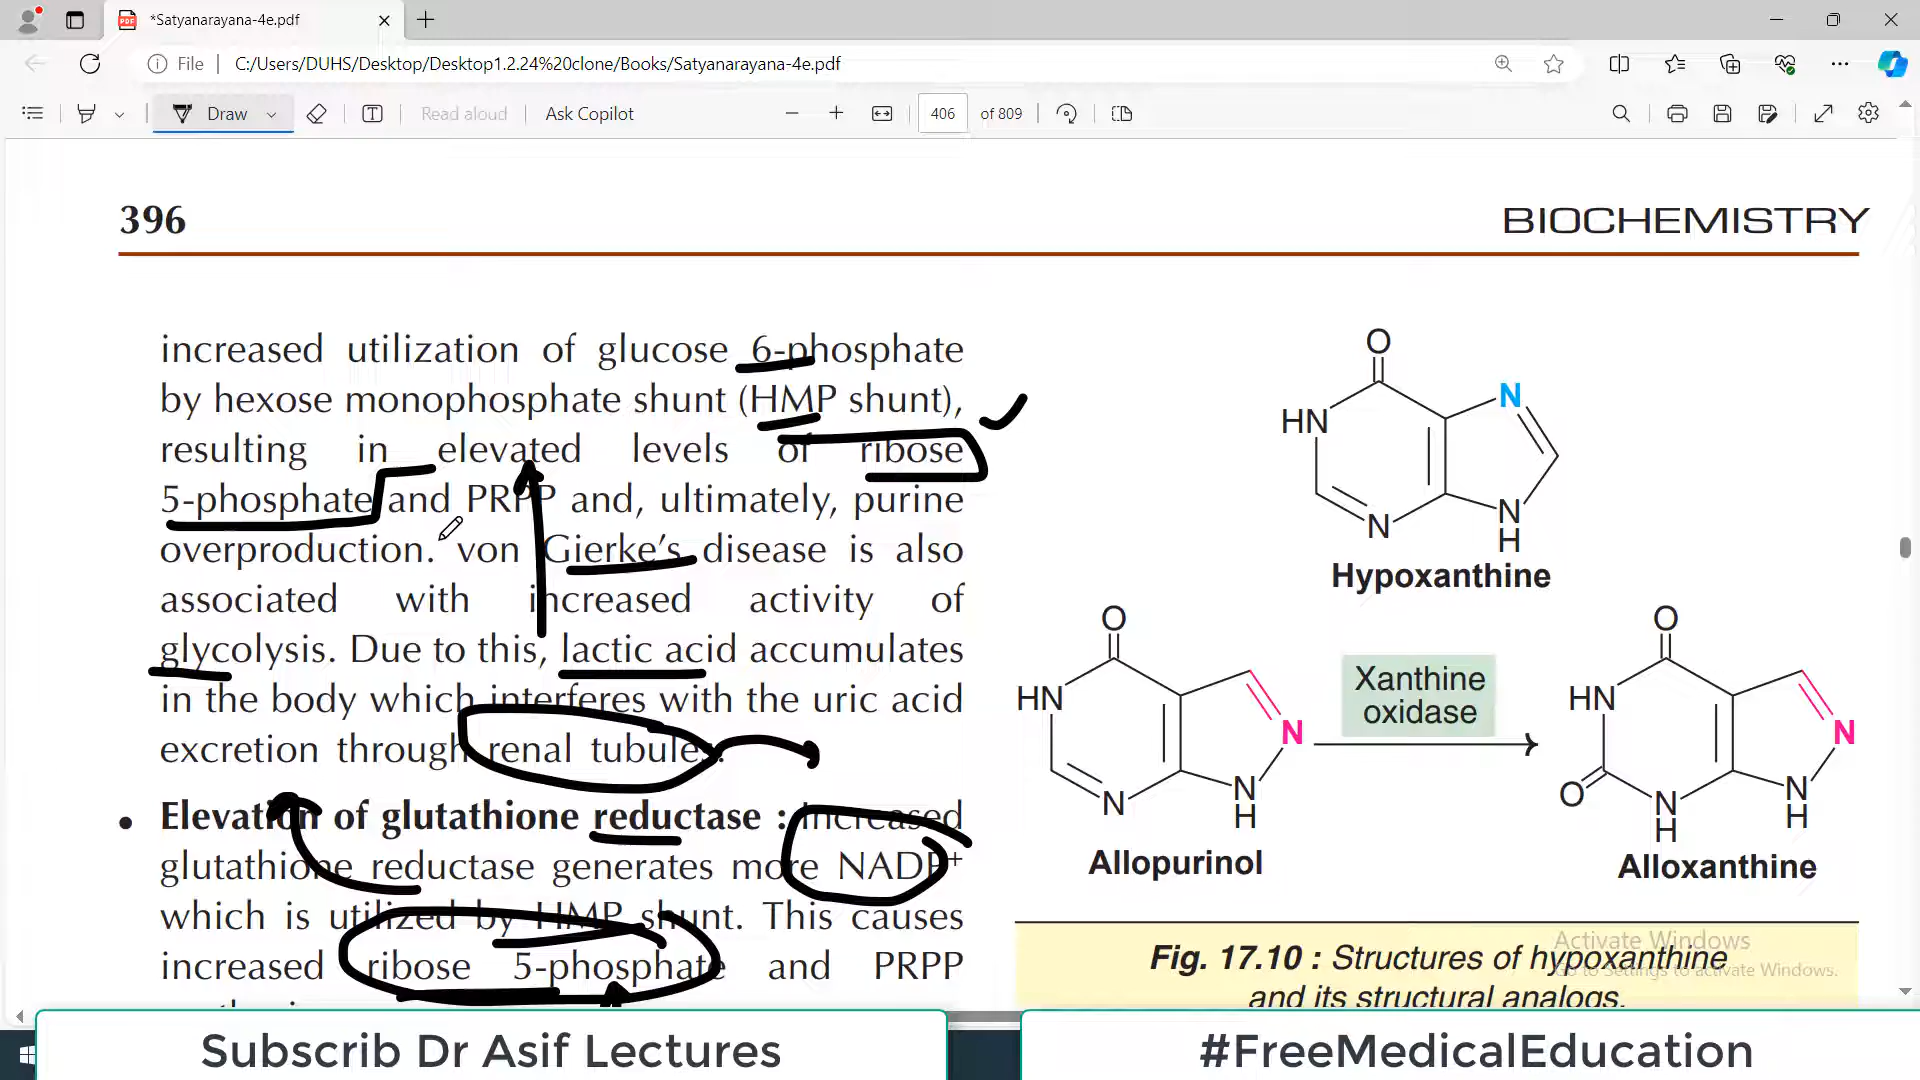 *Satyanarayana-4e.pdf
File
C:/Users/DUHS/Desktop/Desktop1.2.24%20clone/Books/Satyanarayana-4e.pdf
Draw
Read aloud
Ask Copilot
406
of 809
396
BIOCHEMISTRY
increased utilization of glucose 6-phosphate
by hexose monophosphate shunt (HMP shunt),
resulting in elevated levels of ribose
5-phosphate and PRPP and, ultimately, purine
overproduction. von Gierke's disease is also
associated with increased activity of
glycolysis. Due to this, lactic acid accumulates
in the body which interferes with the uric acid
excretion through renal tubules.
• Elevation of glutathione reductase : Increased
glutathione reductase generates more NADP+
which is utilized by HMP shunt. This causes
increased ribose 5-phosphate and PRPP
O
N
HN
N
N
H
Hypoxanthine
O
HN
N
N
N
H
Allopurinol
Xanthine
oxidase
O
HN
N
O
N
H
N
H
Alloxanthine
Fig. 17.10 : Structures of hypoxanthine
and its structural analogs.
Activate Windows
Go to Settings to activate Windows.
Subscrib Dr Asif Lectures
#FreeMedicalEducation